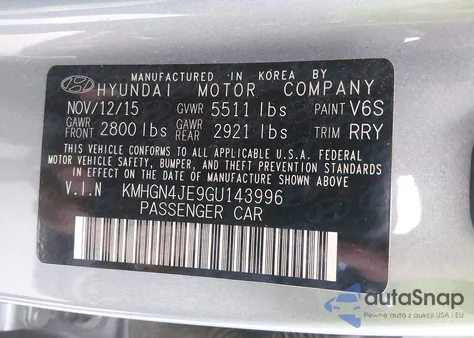 MANUFACTURED IN KOREA BY
HYUNDAI MOTOR COMPANY
NOV/12/15 GVWR 5511 lbs PAINT V6S
GAWR FRONT 2800 lbs GAWR REAR 2921 lbs TRIM RRY
THIS VEHICLE CONFORMS TO ALL APPLICABLE U.S.A. FEDERAL
MOTOR VEHICLE SAFETY, BUMPER, AND THEFT PREVENTION STANDARDS
IN EFFECT ON THE DATE OF MANUFACTURE SHOWN ABOVE.
V.I.N KMHGN4JE9GU143996
PASSENGER CAR
autoSnap
Pewne auta z aukcji USA i EU